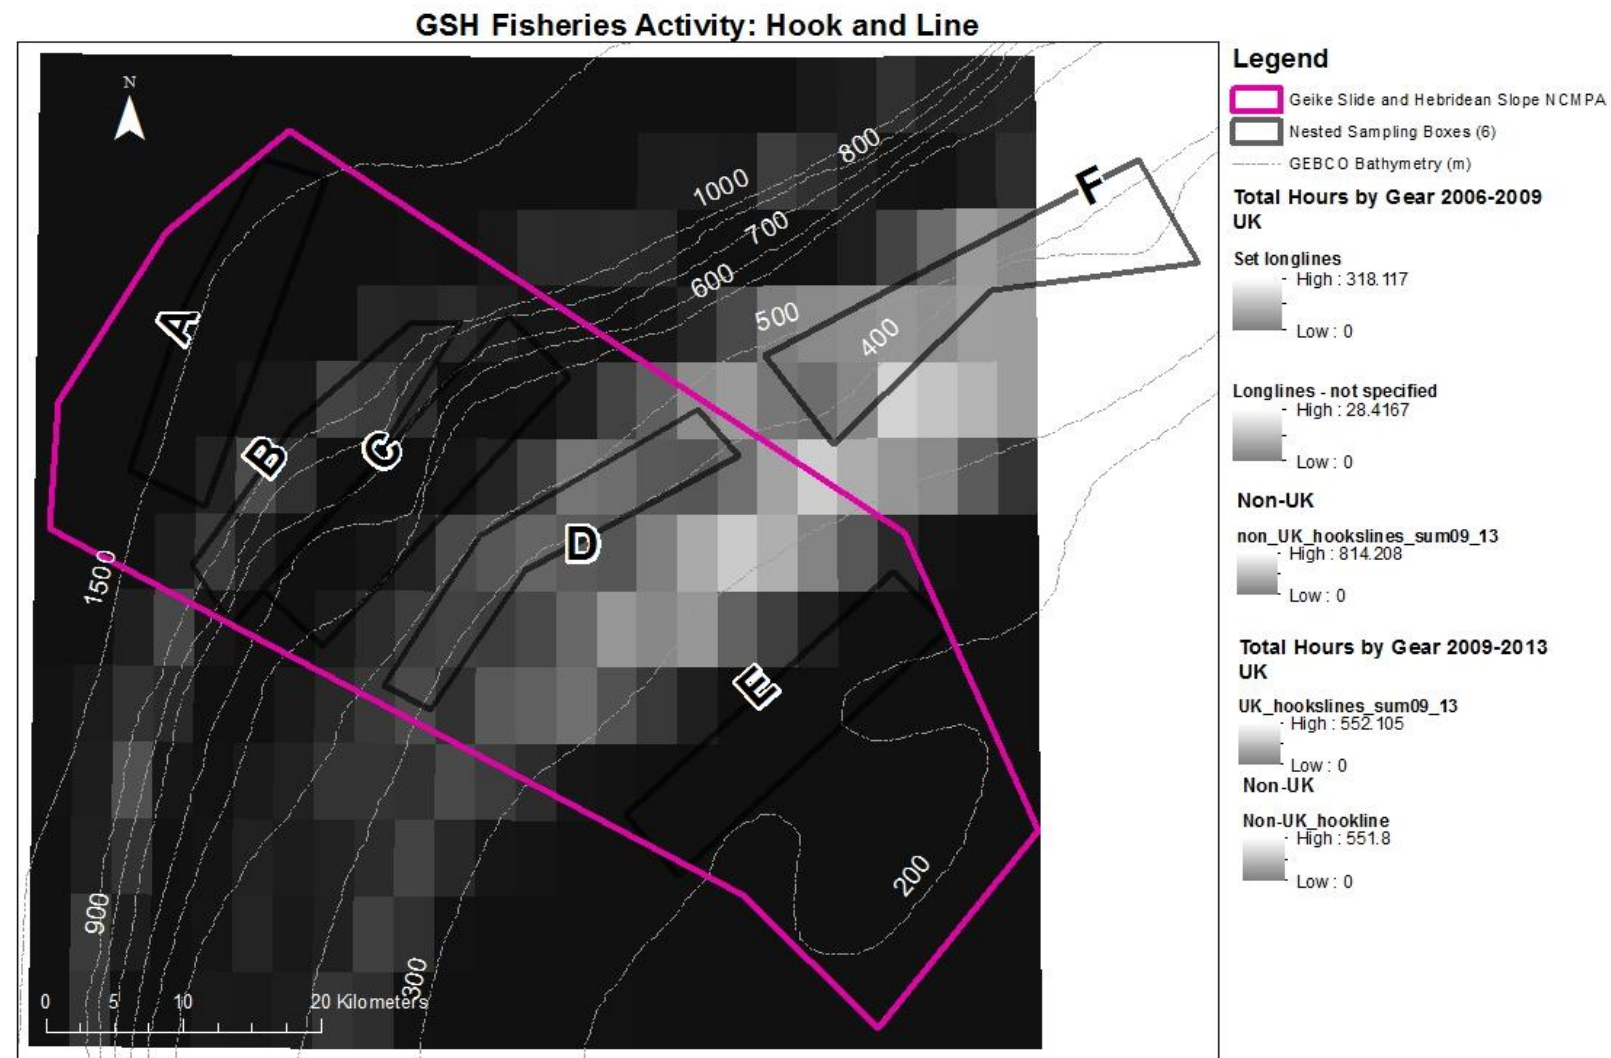 GSH Fisheries Activity: Hook and Line
N
800
1000
700
600
500
400
F
A
B
C
D
E
1500
900
300
200
0 5 10 20 Kilometers
Legend
Geike Slide and Hebridean Slope NCMPA
Nested Sampling Boxes (6)
GEBCO Bathymetry (m)
Total Hours by Gear 2006-2009
UK
Set longlines
High : 318.117
Low : 0
Longlines - not specified
High : 28.4167
Low : 0
Non-UK
non_UK_hookslines_sum09_13
High : 814.208
Low : 0
Total Hours by Gear 2009-2013
UK
UK_hookslines_sum09_13
High : 552.105
Low : 0
Non-UK
Non-UK_hookline
High : 551.8
Low : 0